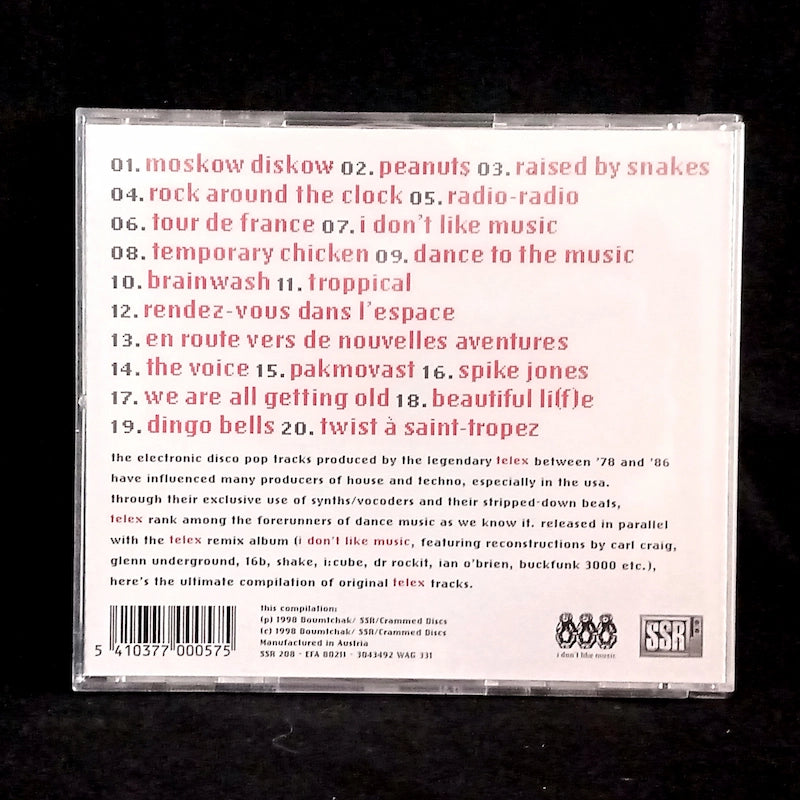 01. moskow diskow 02. peanuts 03. raised by snakes
04. rock around the clock 05. radio-radio
06. tour de france 07. i don't like music
08. temporary chicken 09. dance to the music
10. brainwash 11. troppical
12. rendez-vous dans l'espace
13. en route vers de nouvelles aventures
14. the voice 15. pakmovast 16. spike jones
17. we are all getting old 18. beautiful li(f)e
19. dingo bells 20. twist à saint-tropez
the electronic disco pop tracks produced by the legendary telex between '78 and '86
have influenced many producers of house and techno, especially in the usa.
through their exclusive use of synths/vocoders and their stripped-down beats,
telex rank among the forerunners of dance music as we know it. released in parallel
with the telex remix album (i don't like music, featuring reconstructions by carl craig,
glenn underground, 16b, shake, i:cube, dr rockit, ian o'brien, buckfunk 3000 etc.),
here's the ultimate compilation of original telex tracks.
this compilation:
(p) 1998 Boumtchak/ SSR/Crammed Discs
(c) 1998 Boumtchak/ SSR/Crammed Discs
Manufactured in Austria
SSR 208 - EFA 80211 - 3043492 WAG 331
5 410377 000575
i don't like music
SSR